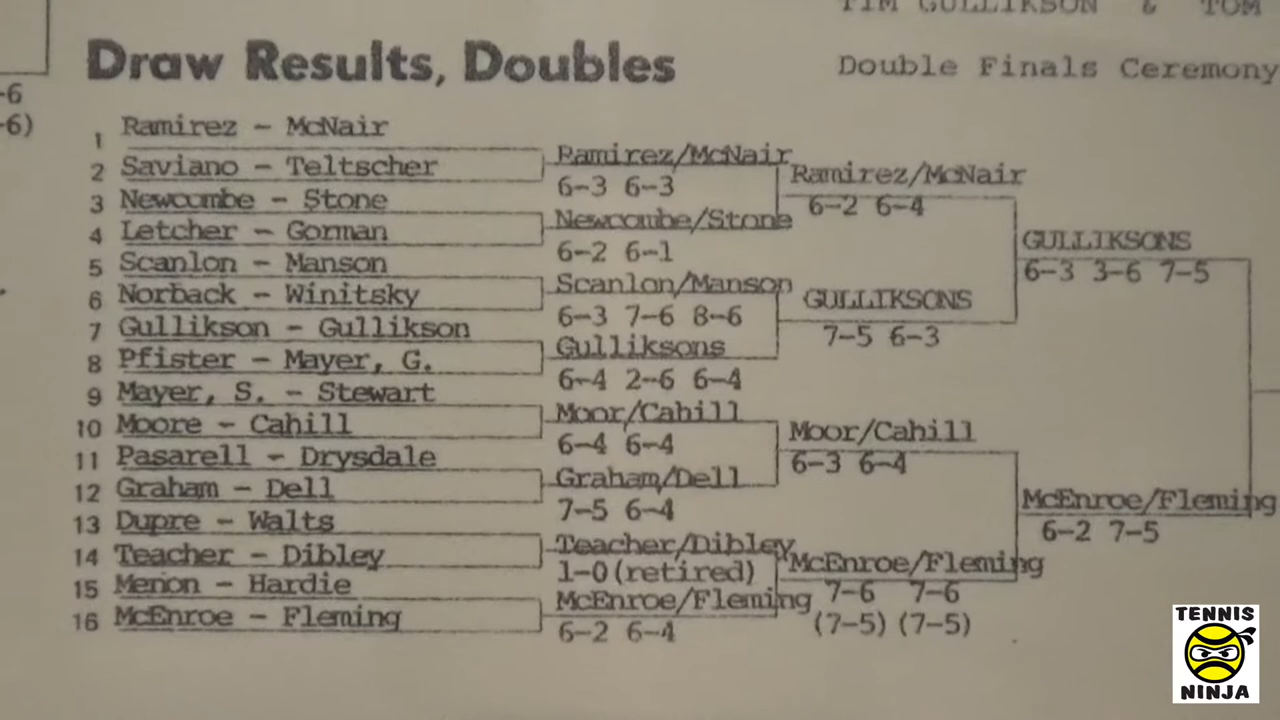 TIM GULLIKSON & TOM
Draw Results, Doubles
Double Finals Ceremony
-6
-6)
1 Ramirez - McNair
2 Saviano - Teltscher
3 Newcombe - Stone
4 Letcher - Gorman
5 Scanlon - Manson
6 Norback - Winitsky
7 Gullikson - Gullikson
8 Pfister - Mayer, G.
9 Mayer, S. - Stewart
10 Moore - Cahill
11 Pasarell - Drysdale
12 Graham - Dell
13 Dupre - Walts
14 Teacher - Dibley
15 Menon - Hardie
16 McEnroe - Fleming
Ramirez/McNair
6-3 6-3
Newcombe/Stone
6-2 6-1
Scanlon/Manson
6-3 7-6 8-6
Gulliksons
6-4 2-6 6-4
Moor/Cahill
6-4 6-4
Graham/Dell
7-5 6-4
Teacher/Dibley
1-0(retired)
McEnroe/Fleming
6-2 6-4
Ramirez/McNair
6-2 6-4
GULLIKSONS
7-5 6-3
Moor/Cahill
6-3 6-4
McEnroe/Fleming
7-6 7-6
(7-5) (7-5)
GULLIKSONS
6-3 3-6 7-5
McEnroe/Fleming
6-2 7-5
TENNIS
NINJA